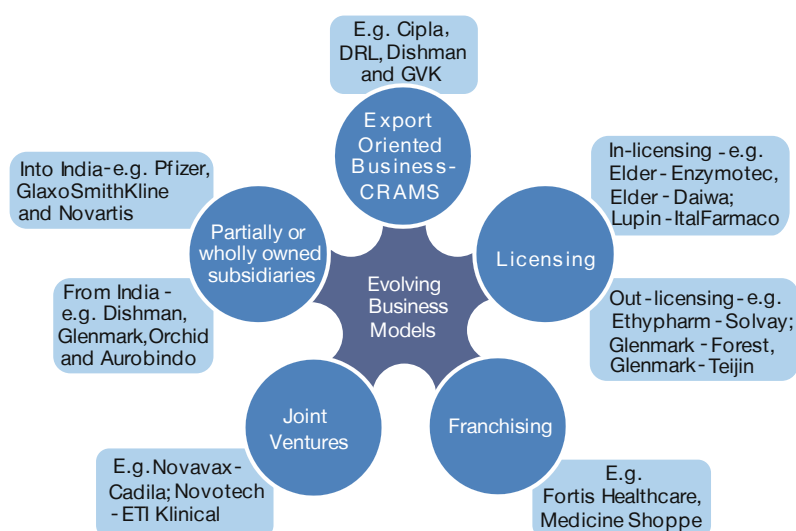 E.g. Cipla,
DRL, Dishman
and GVK
Export
Oriented
Business-
CRAMS
In-licensing - e.g.
Elder - Enzymotec,
Elder - Daiwa;
Lupin - ItalFarmaco
Licensing
Out-licensing - e.g.
Ethypharm - Solvay;
Glenmark - Forest,
Glenmark - Teijin
Franchising
E.g.
Fortis Healthcare,
Medicine Shoppe
Joint
Ventures
E.g. Novavax-
Cadila; Novotech
- ETI Klinical
Partially or
wholly owned
subsidiaries
Into India - e.g. Pfizer,
GlaxoSmithKline
and Novartis
From India -
e.g. Dishman,
Glenmark, Orchid
and Aurobindo
Evolving
Business
Models